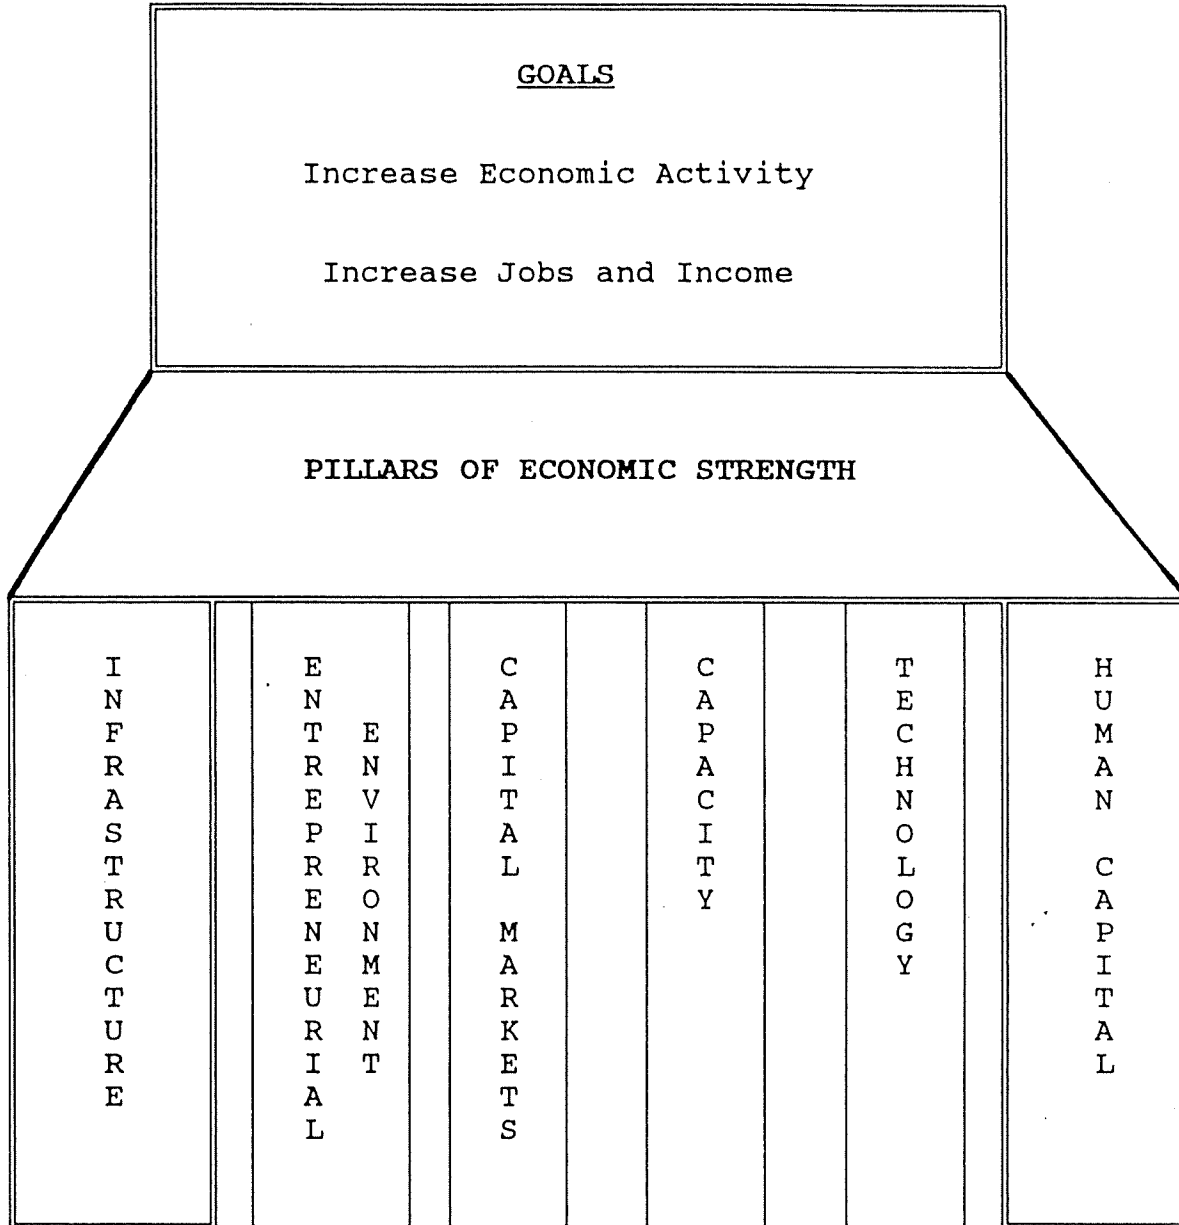 GOALS
Increase Economic Activity
Increase Jobs and Income
PILLARS OF ECONOMIC STRENGTH
INFRASTRUCTURE
ENTREPRENEURIAL
ENVIRONMENT
CAPITAL MARKETS
CAPACITY
TECHNOLOGY
HUMAN CAPITAL